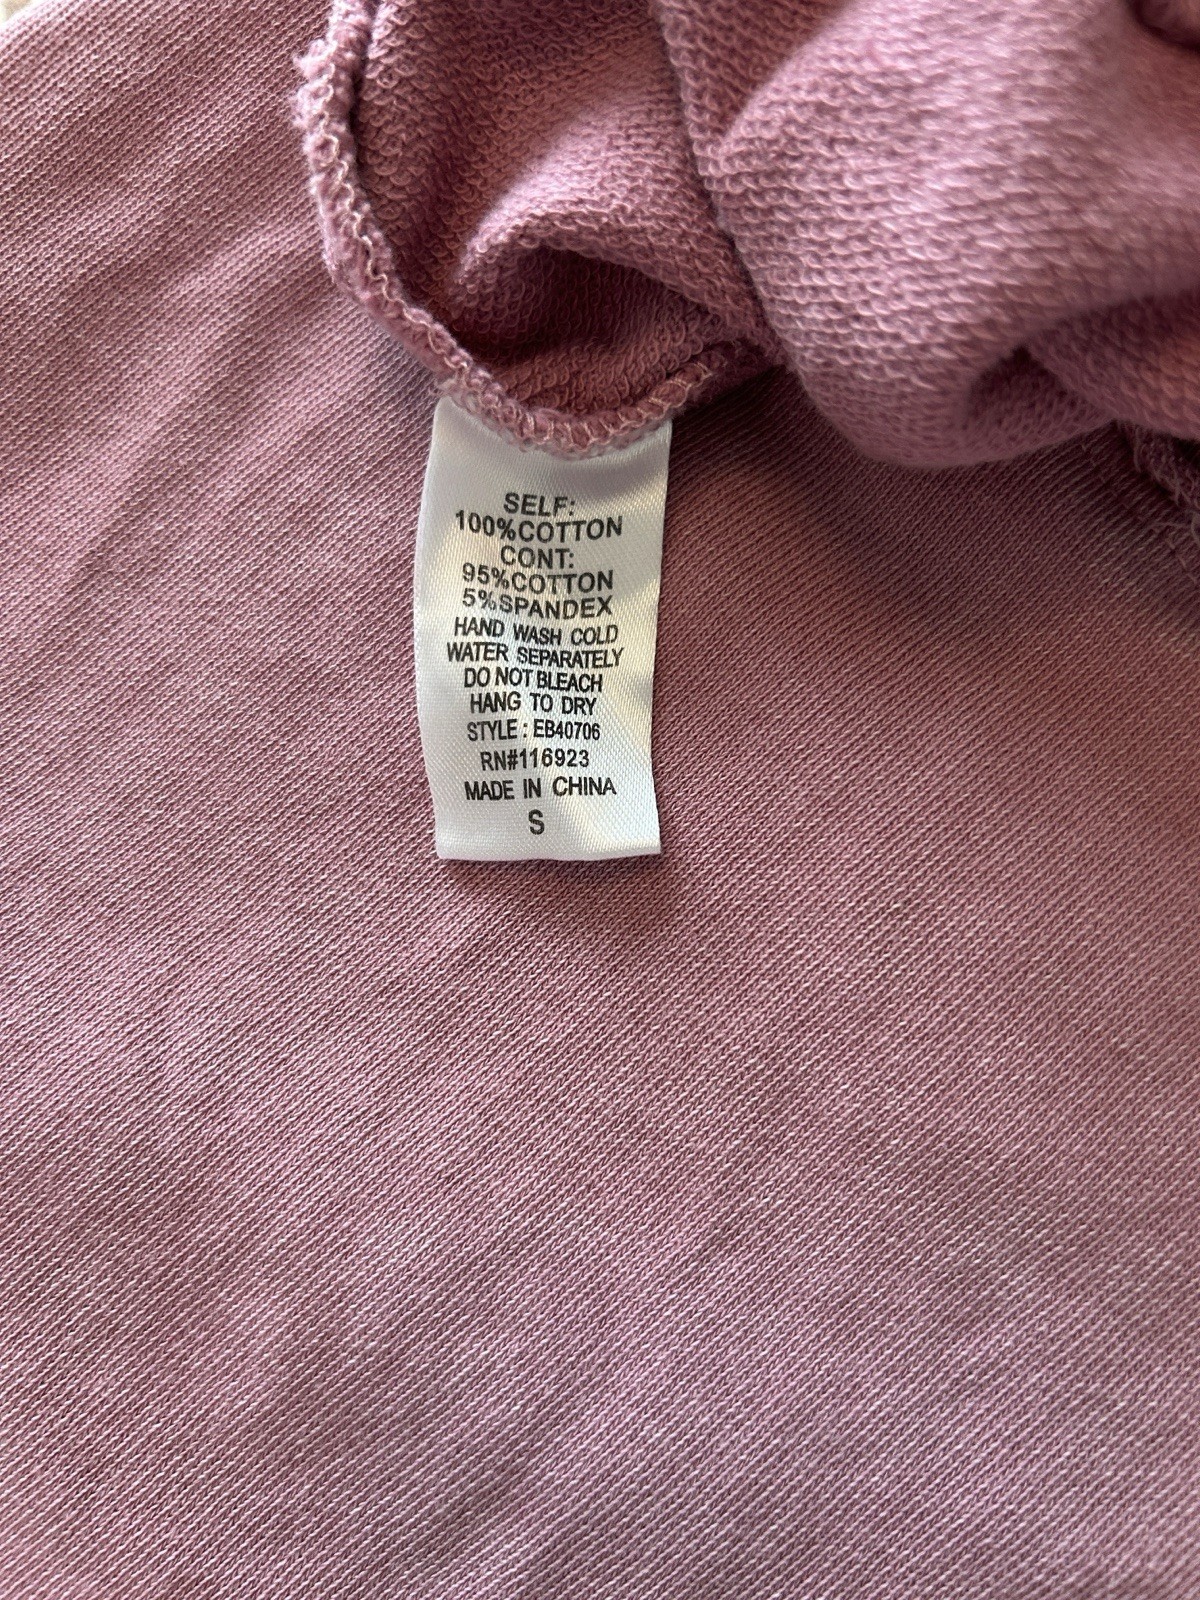 SELF:
100%COTTON
CONT:
95%COTTON
5%SPANDEX
HAND WASH COLD
WATER SEPARATELY
DO NOT BLEACH
HANG TO DRY
STYLE : EB40706
RN#116923
MADE IN CHINA
S